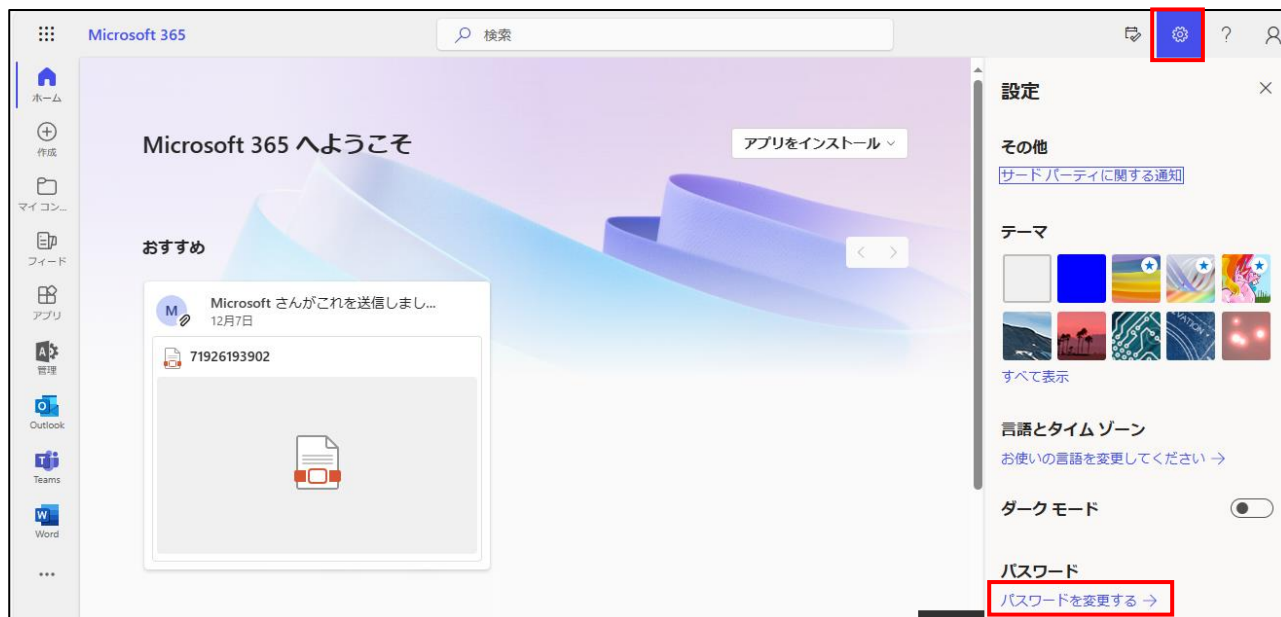 Microsoft 365
検索
?
ホーム
作成
マイ コン...
フィード
アプリ
管理
Outlook
Teams
Word
...
Microsoft 365 へようこそ
アプリをインストール
おすすめ
M
Microsoft さんがこれを送信しまし...
12月7日
71926193902
設定
その他
サード パーティに関する通知
テーマ
すべて表示
言語とタイム ゾーン
お使いの言語を変更してください →
ダーク モード
パスワード
パスワードを変更する →